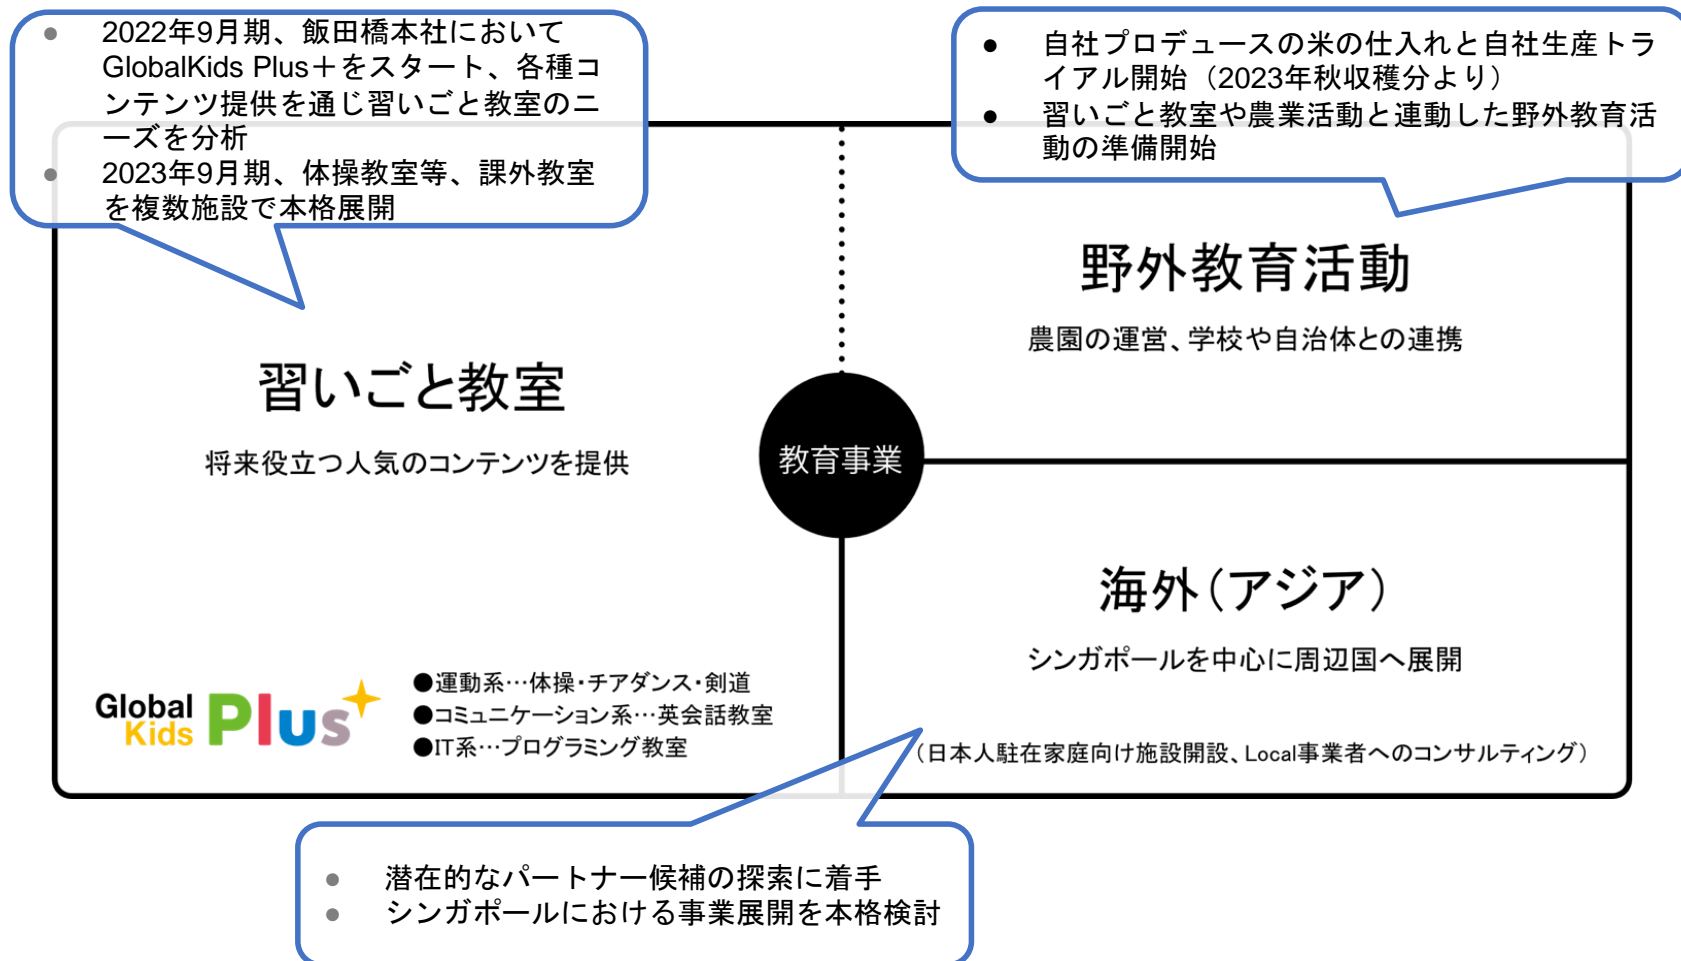 ● 2022年9月期、飯田橋本社において
GlobalKids Plus＋をスタート、各種コ
ンテンツ提供を通じ習いごと教室のニ
ーズを分析
● 2023年9月期、体操教室等、課外教室
を複数施設で本格展開
● 自社プロデュースの米の仕入れと自社生産トラ
イアル開始（2023年秋収穫分より）
● 習いごと教室や農業活動と連動した野外教育活
動の準備開始
野外教育活動
農園の運営、学校や自治体との連携
習いごと教室
将来役立つ人気のコンテンツを提供
教育事業
海外（アジア）
シンガポールを中心に周辺国へ展開
（日本人駐在家庭向け施設開設、Local事業者へのコンサルティング）
Global
Kids
Plus
●運動系…体操・チアダンス・剣道
●コミュニケーション系…英会話教室
●IT系…プログラミング教室
● 潜在的なパートナー候補の探索に着手
● シンガポールにおける事業展開を本格検討